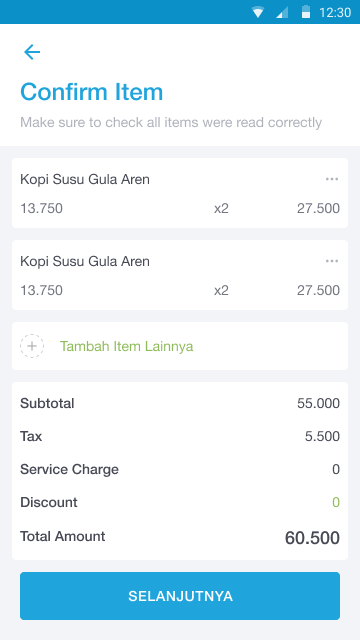 12:30
Confirm Item
Make sure to check all items were read correctly
Kopi Susu Gula Aren
13.750 x2 27.500
Kopi Susu Gula Aren
13.750 x2 27.500
Tambah Item Lainnya
Subtotal 55.000
Tax 5.500
Service Charge 0
Discount 0
Total Amount 60.500
SELANJUTNYA